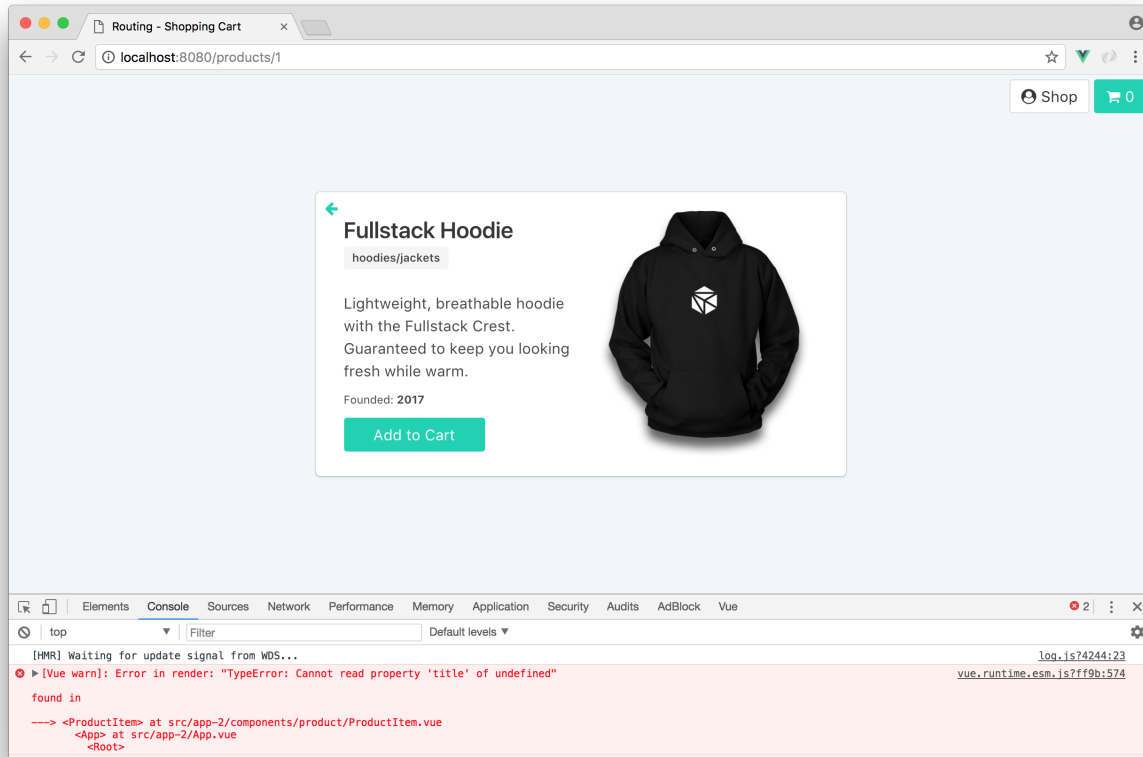 Routing - Shopping Cart
localhost:8080/products/1
Shop 0
Fullstack Hoodie
hoodies/jackets
Lightweight, breathable hoodie
with the Fullstack Crest.
Guaranteed to keep you looking
fresh while warm.
Founded: 2017
Add to Cart
Elements Console Sources Network Performance Memory Application Security Audits AdBlock Vue 2
top Filter Default levels
[HMR] Waiting for update signal from WDS... log.js?4244:23
[Vue warn]: Error in render: "TypeError: Cannot read property 'title' of undefined" vue.runtime.esm.js?ff9b:574
found in
---> <ProductItem> at src/app-2/components/product/ProductItem.vue
<App> at src/app-2/App.vue
<Root>